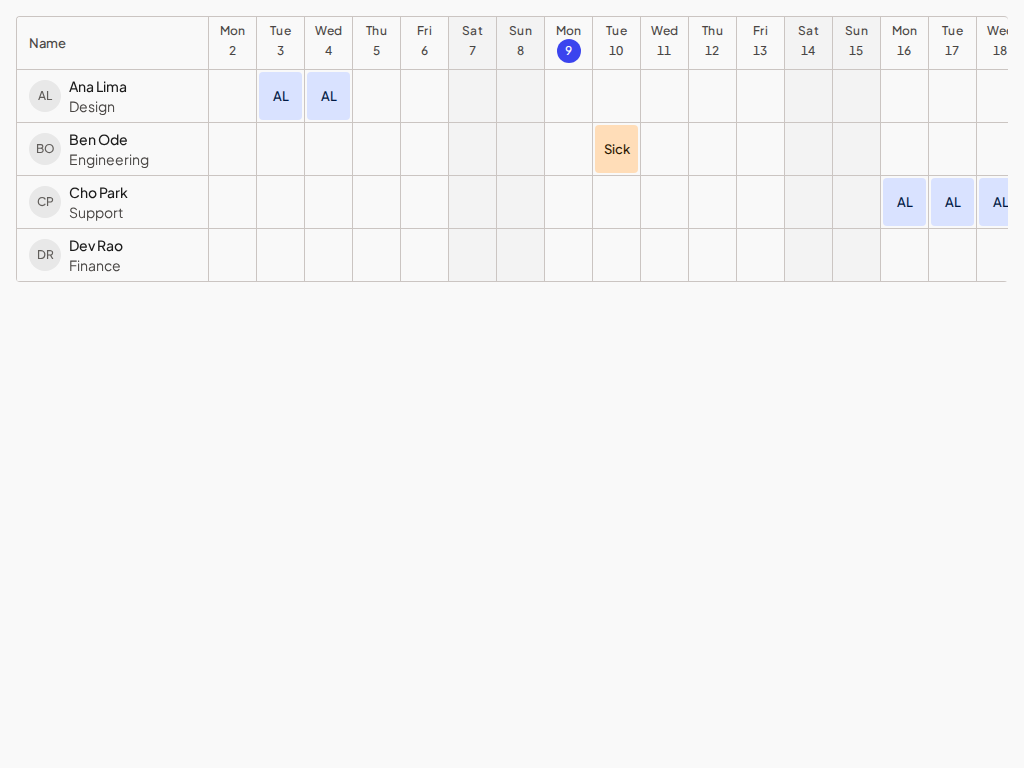 Name Mon Tue Wed Thu Fri Sat Sun Mon Tue Wed Thu Fri Sat Sun Mon Tue
2 3 4 5 6 7 8 9 10 11 12 13 14 15 16 17 18
AL Ana Lima AL AL
Design
BO Ben Ode Sick
Engineering
CP Cho Park AL AL AL
Support
DR Dev Rao
Finance